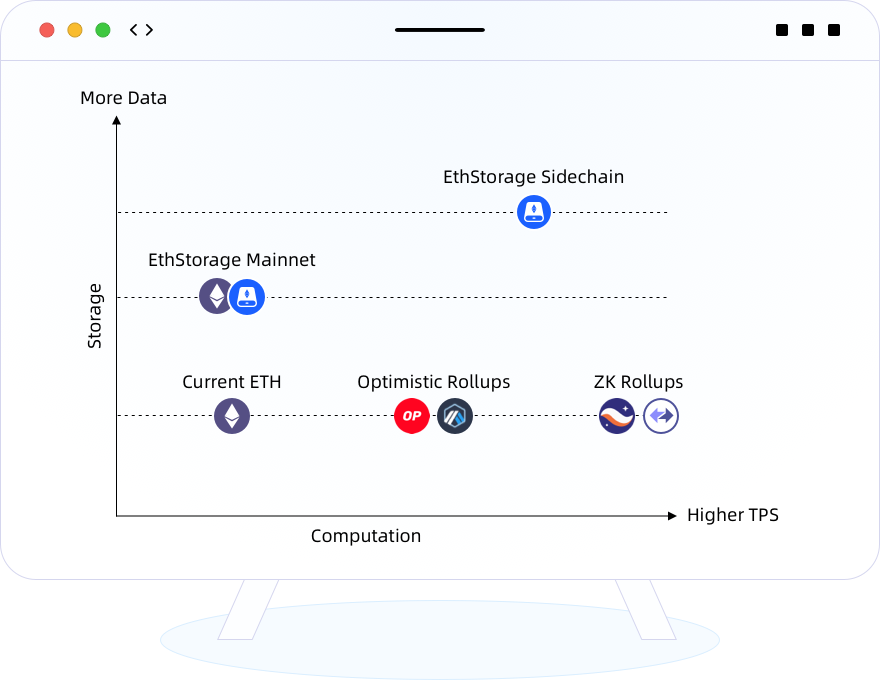 More Data
EthStorage Sidechain
EthStorage Mainnet
Storage
Current ETH
Optimistic Rollups
ZK Rollups
OP
Higher TPS
Computation